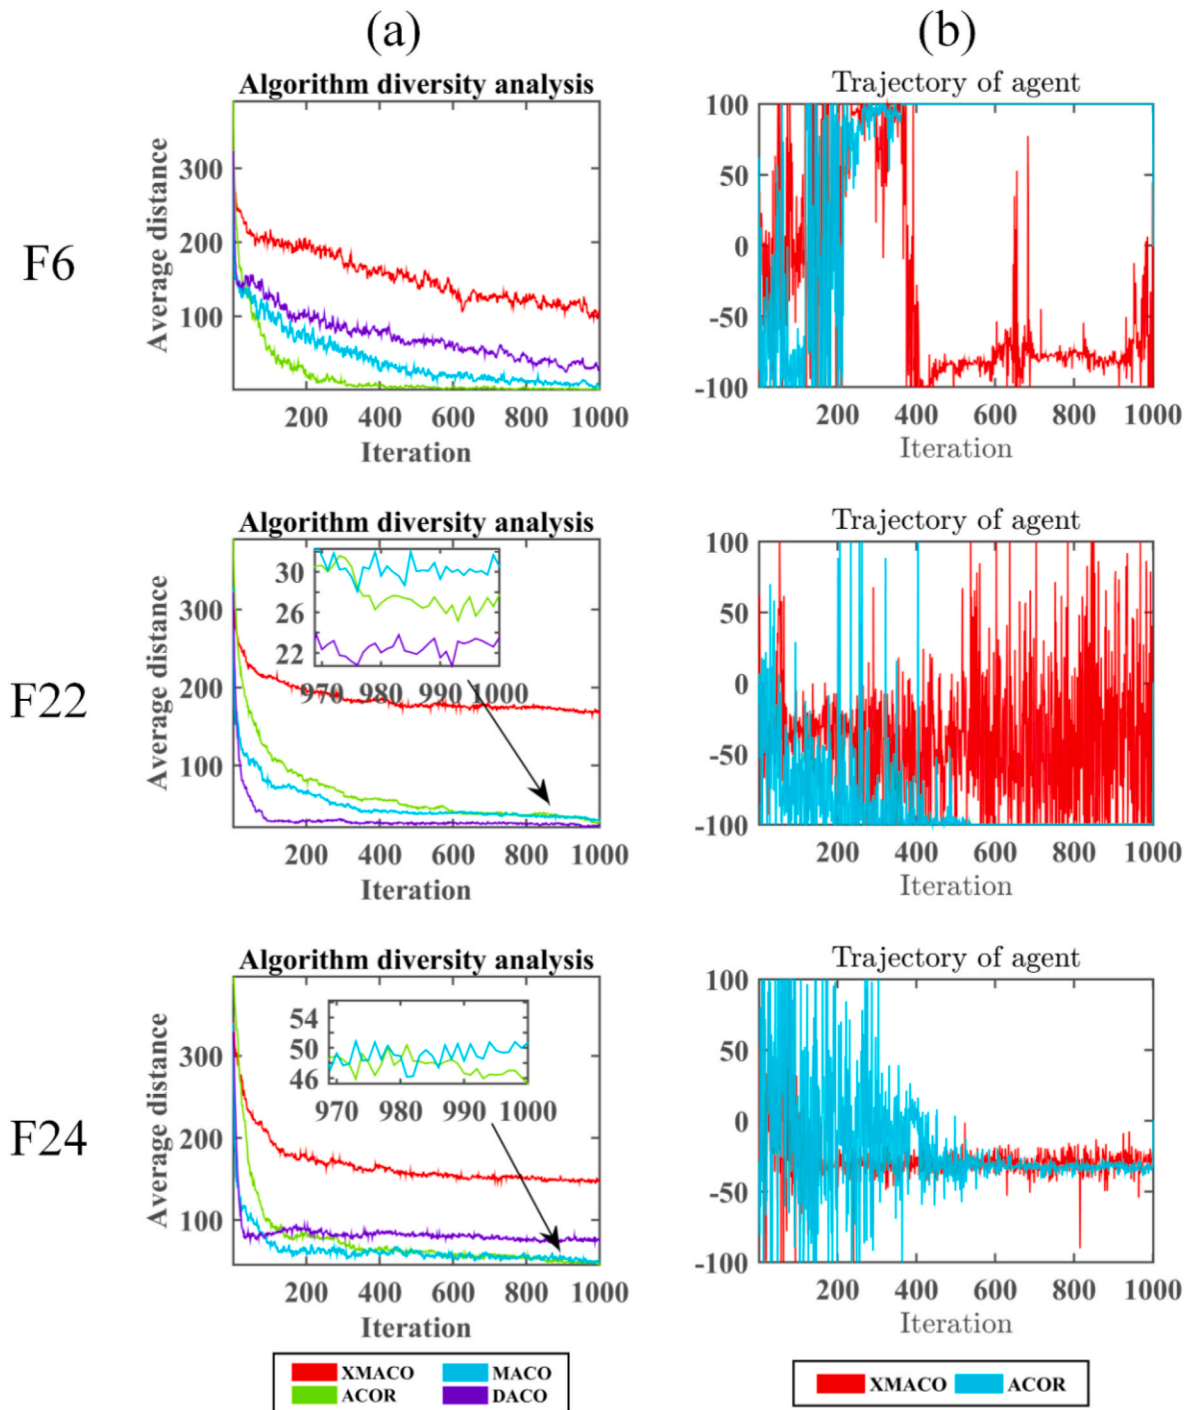 (a) (b)
Algorithm diversity analysis
Trajectory of agent
F6
Average distance
300
200
100
200 400 600 800 1000
Iteration
100
50
0
-50
-100
200 400 600 800 1000
Iteration
Algorithm diversity analysis
Trajectory of agent
F22
Average distance
300
200
100
30
26
22
970 980 990 1000
200 400 600 800 1000
Iteration
100
50
0
-50
-100
200 400 600 800 1000
Iteration
Algorithm diversity analysis
Trajectory of agent
F24
Average distance
300
200
100
54
50
46
970 980 990 1000
200 400 600 800 1000
Iteration
100
50
0
-50
-100
200 400 600 800 1000
Iteration
XMACO MACO
ACOR DACO
XMACO ACOR